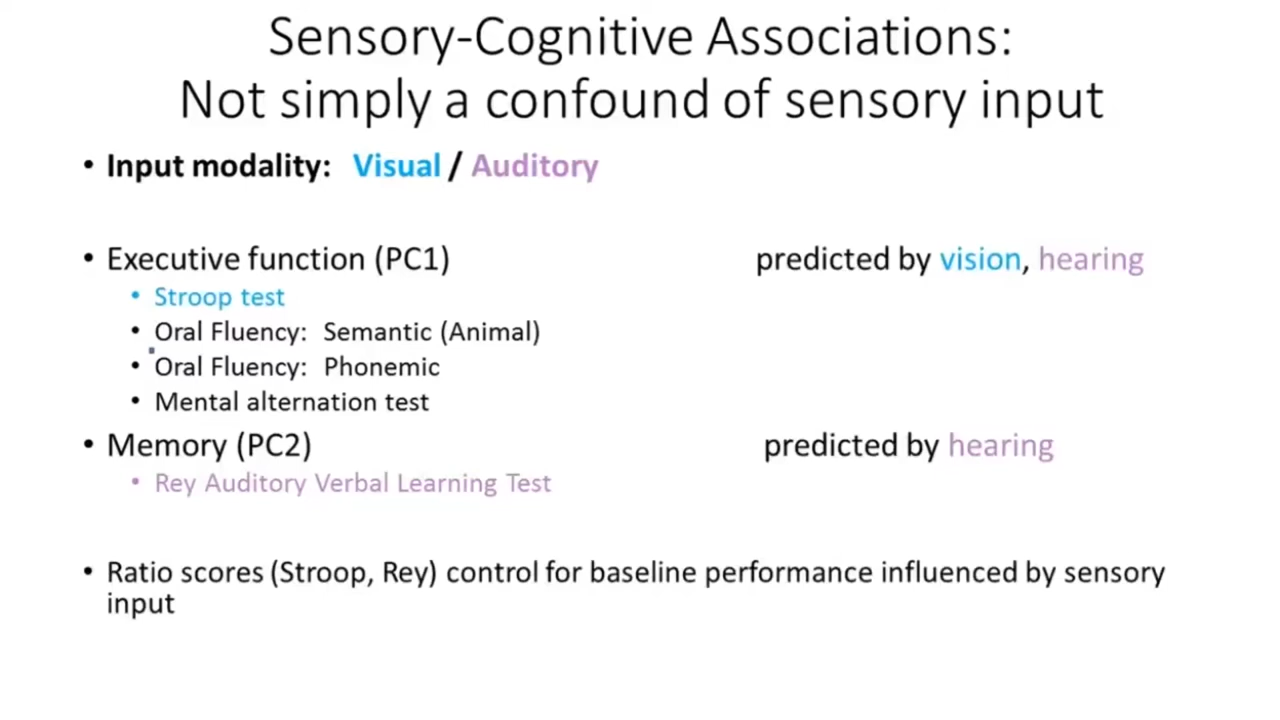 Sensory-Cognitive Associations:
Not simply a confound of sensory input
• Input modality: Visual / Auditory
• Executive function (PC1) predicted by vision, hearing
• Stroop test
• Oral Fluency: Semantic (Animal)
• Oral Fluency: Phonemic
• Mental alternation test
• Memory (PC2) predicted by hearing
• Rey Auditory Verbal Learning Test
• Ratio scores (Stroop, Rey) control for baseline performance influenced by sensory
input